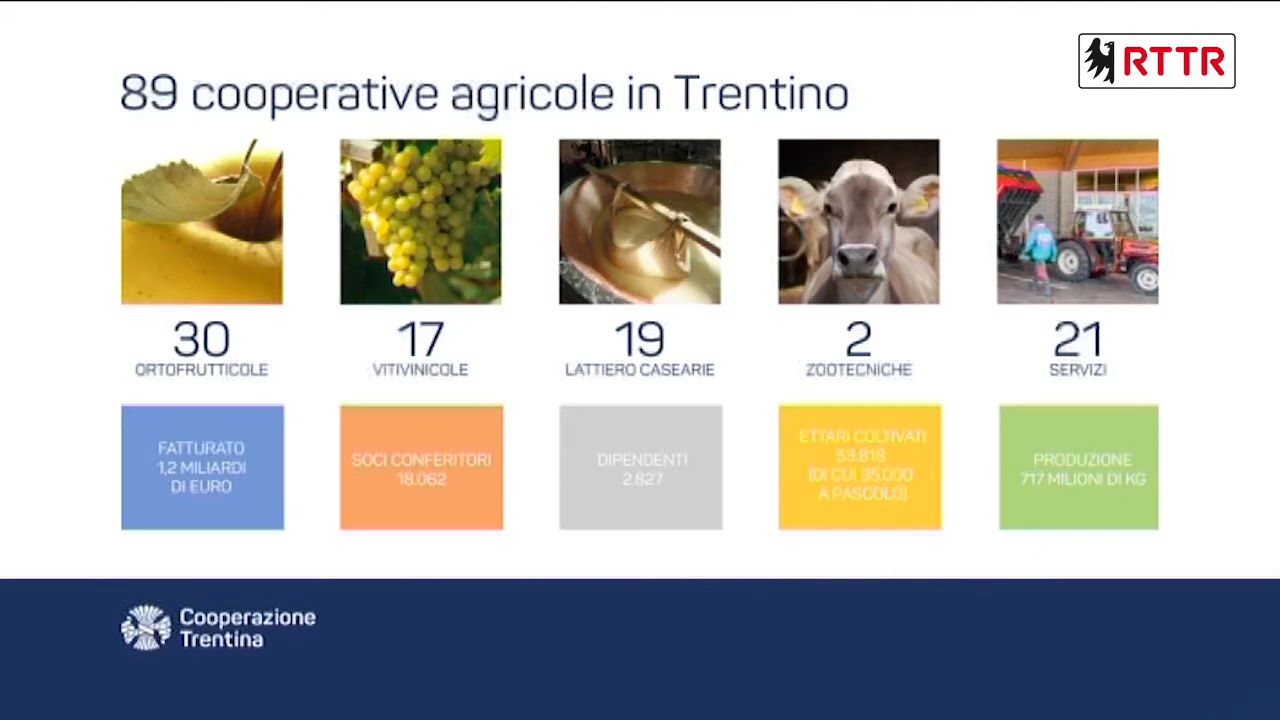 RTTR
89 cooperative agricole in Trentino
30
ORTOFRUTTICOLE
17
VITIVINICOLE
19
LATTIERO CASEARIE
2
ZOOTECNICHE
21
SERVIZI
FATTURATO
1,2 MILIARDI
DI EURO
SOCI CONFERITORI
18.062
DIPENDENTI
2.827
ETTARI COLTIVATI
53.818
(DI CUI 35.000
A PASCOLO)
PRODUZIONE
717 MILIONI DI KG
Cooperazione
Trentina